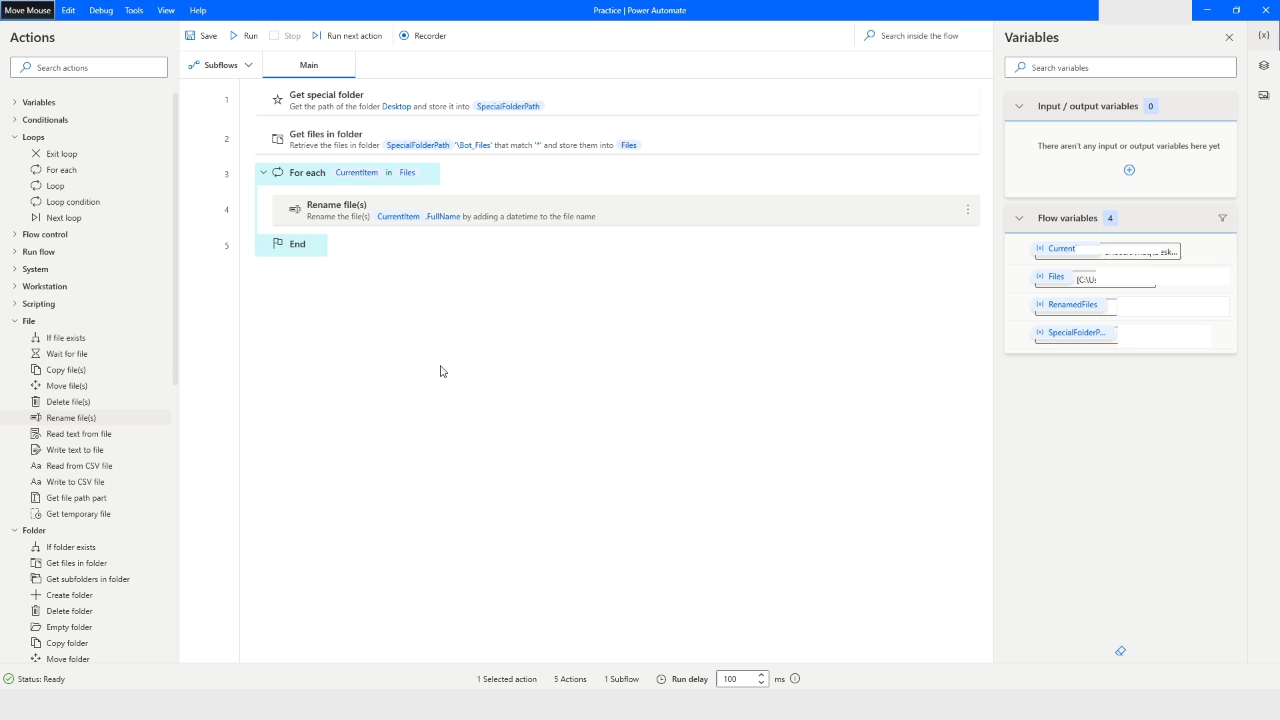 Move Mouse Edit Debug Tools View Help Practice | Power Automate
Actions
Search actions
Variables
Conditionals
Loops
Exit loop
For each
Loop
Loop condition
Next loop
Flow control
Run flow
System
Workstation
Scripting
File
If file exists
Wait for file
Copy file(s)
Move file(s)
Delete file(s)
Rename file(s)
Read text from file
Write text to file
Read from CSV file
Write to CSV file
Get file path part
Get temporary file
Folder
If folder exists
Get files in folder
Get subfolders in folder
Create folder
Delete folder
Empty folder
Copy folder
Move folder
Save Run Stop Run next action Recorder Search inside the flow
Subflows Main
1 Get special folder
Get the path of the folder Desktop and store it into SpecialFolderPath
2 Get files in folder
Retrieve the files in folder SpecialFolderPath '\Bot_Files' that match '*' and store them into Files
3 For each CurrentItem in Files
4 Rename file(s)
Rename the file(s) CurrentItem .FullName by adding a datetime to the file name
5 End
Variables
{x}
Search variables
Input / output variables 0
There aren't any input or output variables here yet
Flow variables 4
(x) Current esk...
(x) Files [C:\Us
(x) RenamedFiles
(x) SpecialFolderP...
Status: Ready 1 Selected action 5 Actions 1 Subflow Run delay 100 ms